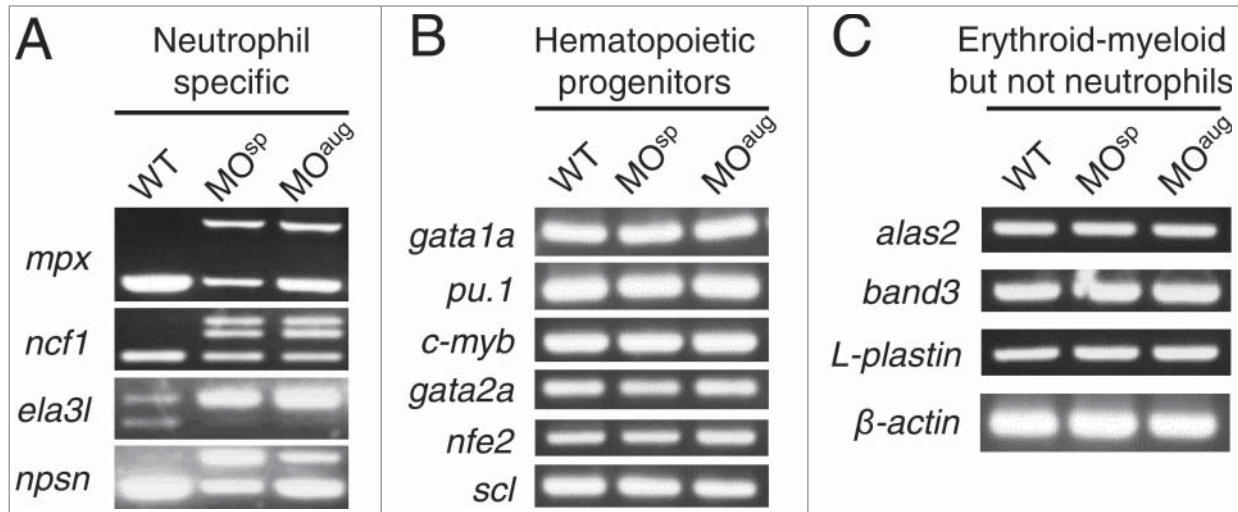 A
Neutrophil
specific
WT MO^sp MO^aug
mpx
ncf1
ela3l
npsn
B
Hematopoietic
progenitors
WT MO^sp MO^aug
gata1a
pu.1
c-myb
gata2a
nfe2
scl
C
Erythroid-myeloid
but not neutrophils
WT MO^sp MO^aug
alas2
band3
L-plastin
β-actin